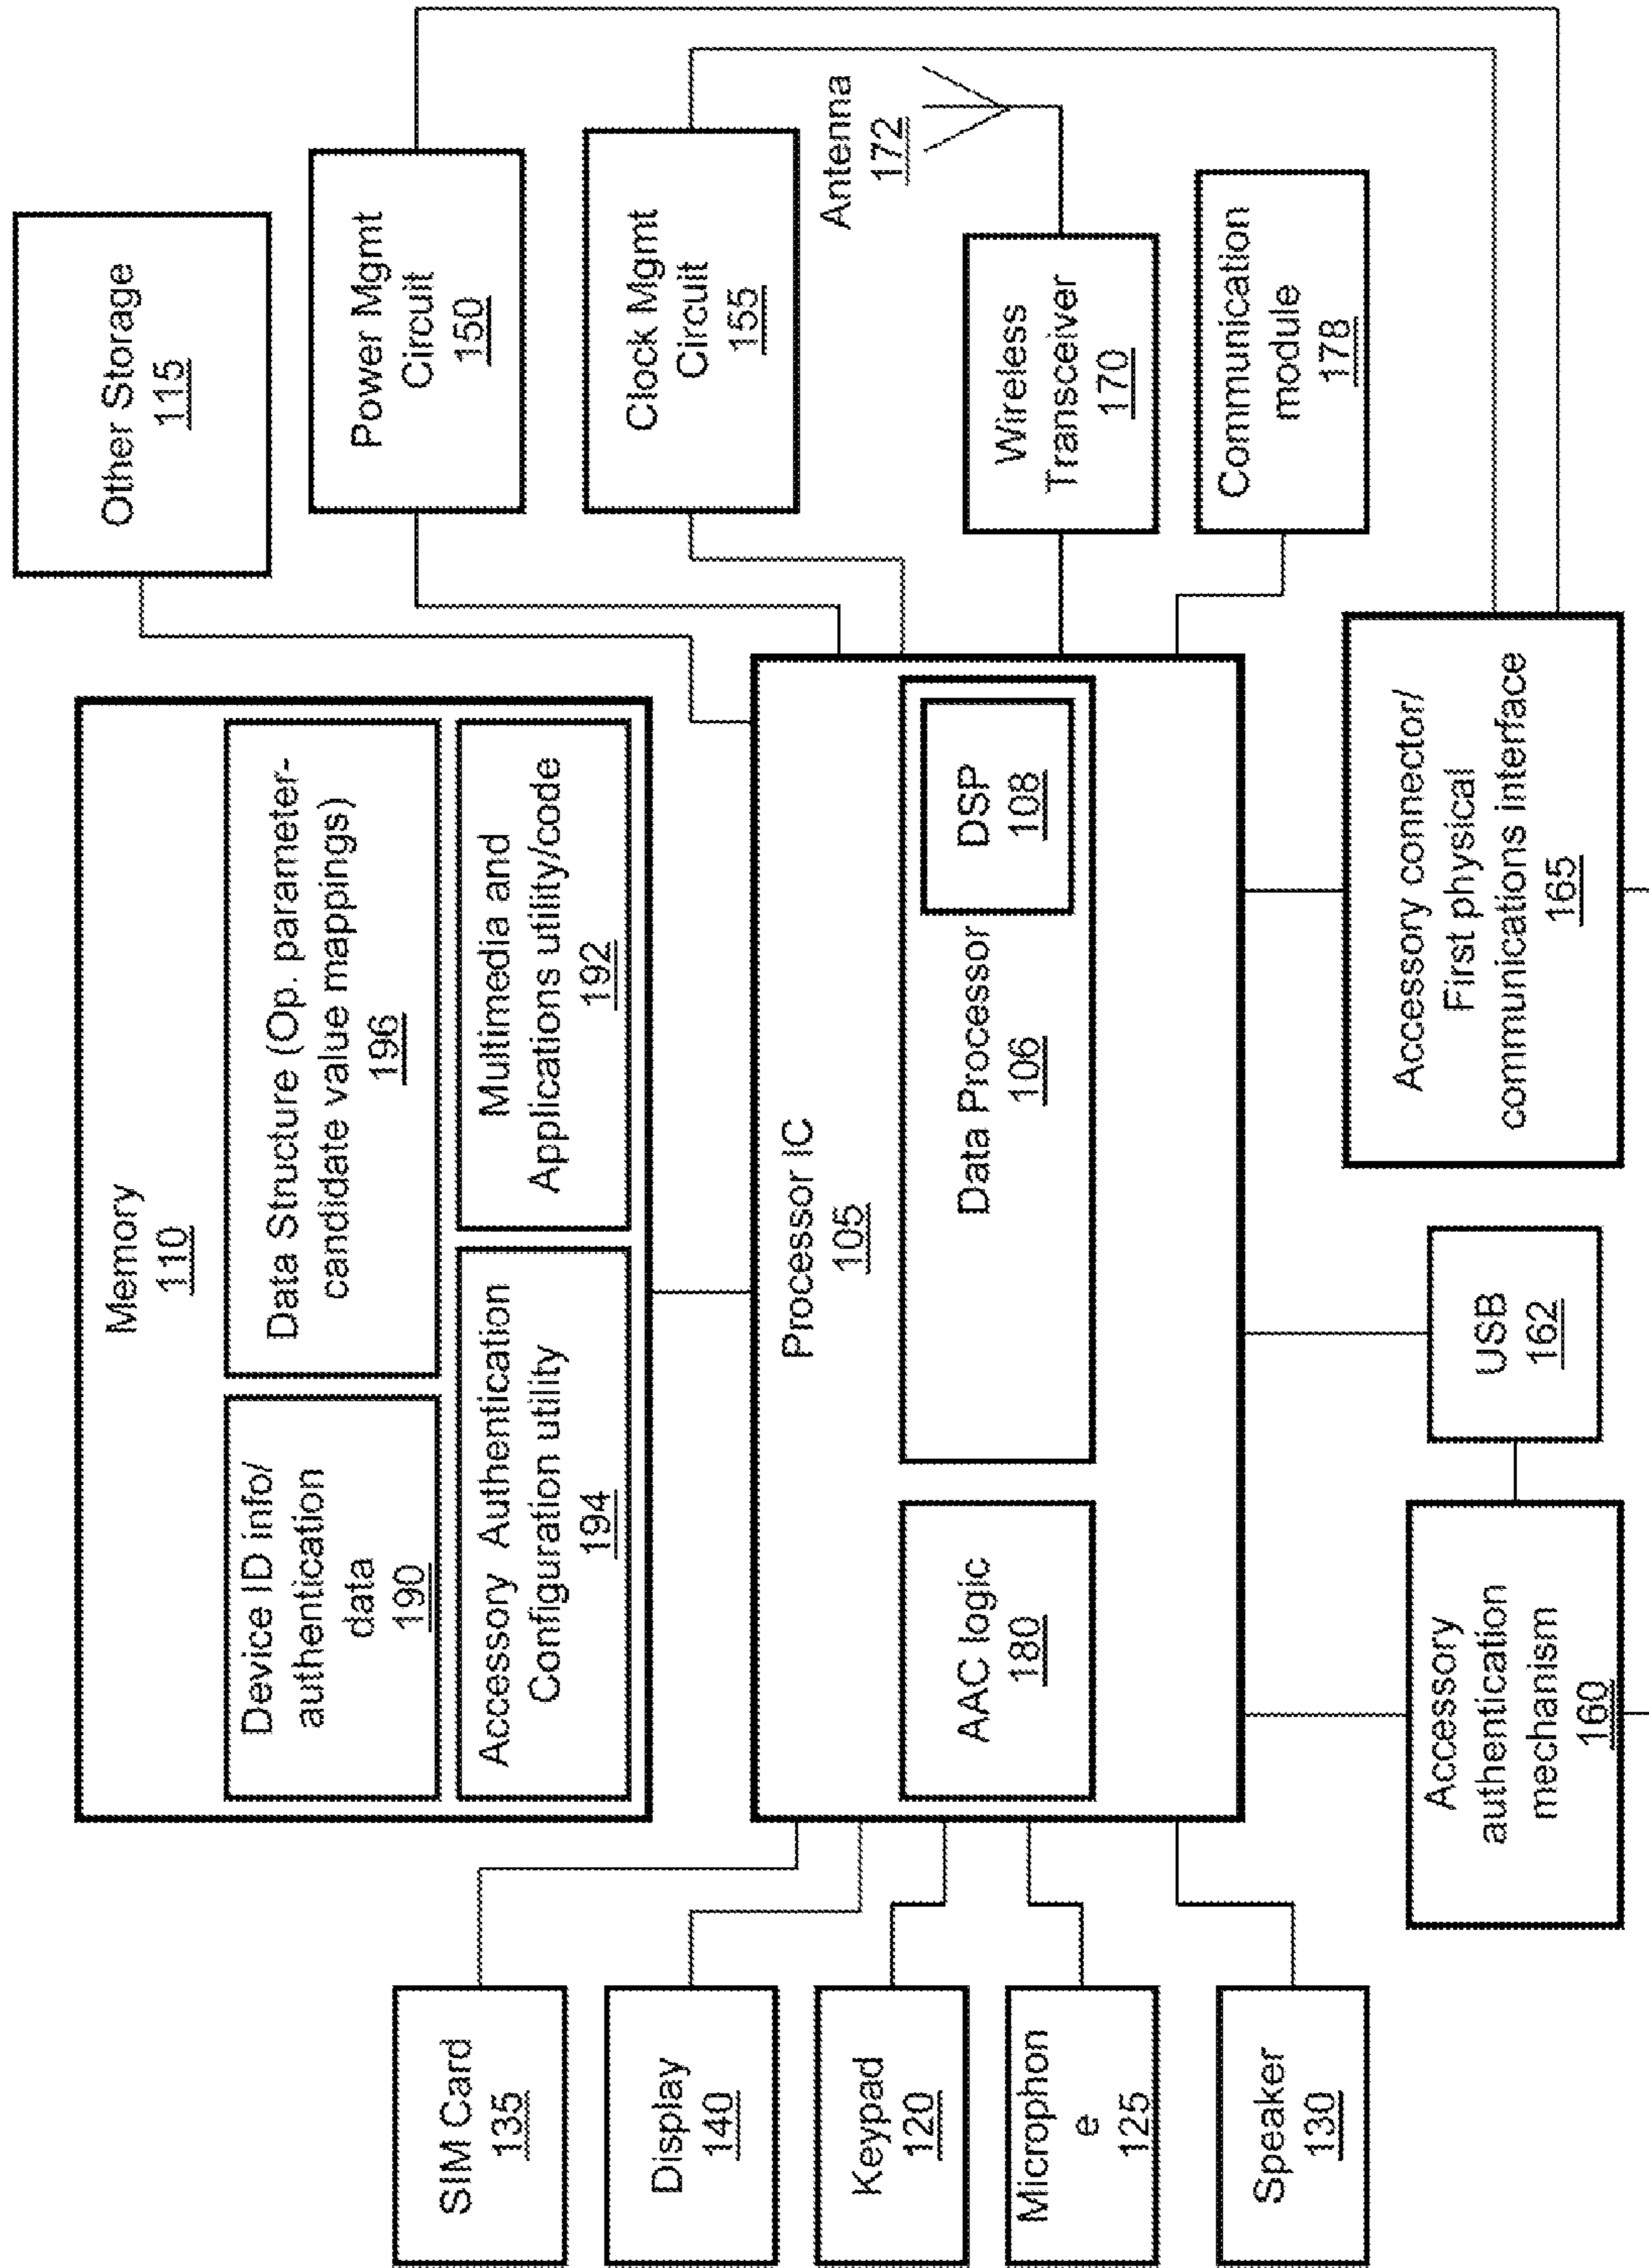 Memory
110
Device ID info/
authentication
data
190
Data Structure (Op. parameter-
candidate value mappings)
196
Accessory Authentication
Configuration utility
194
Multimedia and
Applications utility/code
192
Other Storage
115
Power Mgmt
Circuit
150
Clock Mgmt
Circuit
155
Antenna
172
Wireless
Transceiver
170
Communication
module
178
SIM Card
135
Display
140
Keypad
120
Microphon
e
125
Speaker
130
Processor IC
105
AAC logic
180
Data Processor
106
DSP
108
Accessory
authentication
mechanism
160
USB
162
Accessory connector/
First physical
communications interface
165